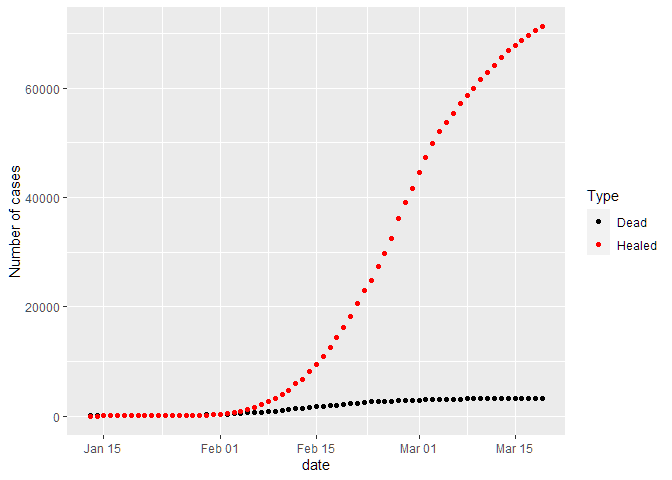 60000
40000
20000
0
Number of cases
Jan 15
Feb 01
Feb 15
Mar 01
Mar 15
date
Type
Dead
Healed